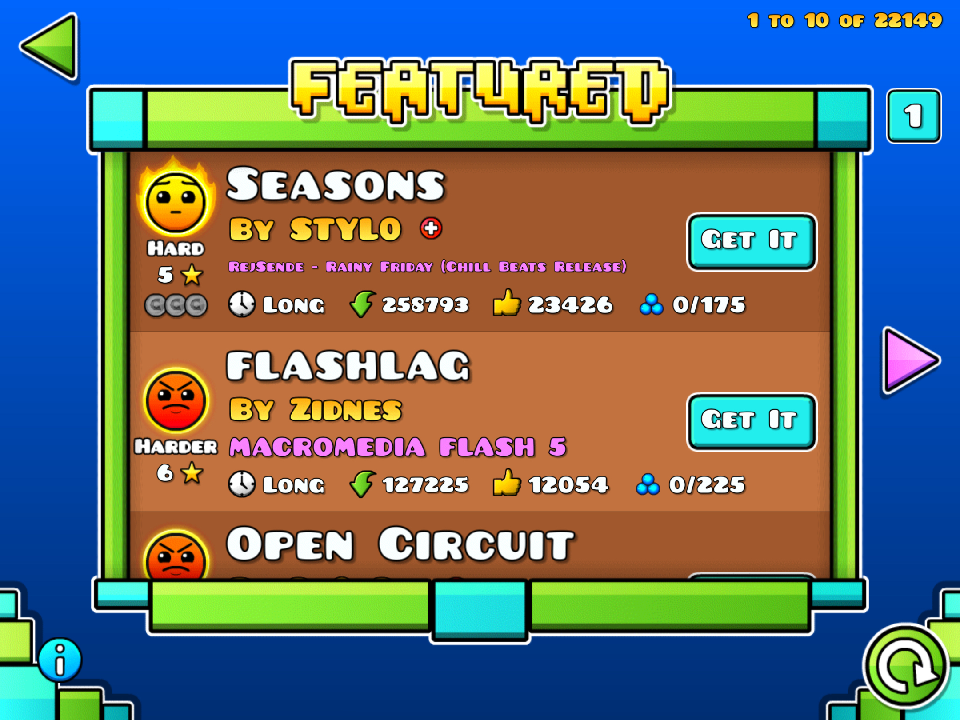 1 TO 10 OF 22149
FEATURED
1
SEASONS
BY STYLO
HARD
REJSENDE - RAINY FRIDAY (CHILL BEATS RELEASE)
GET IT
5
LONG 258793 23426 0/175
FLASHLAG
BY ZIDNES
HARDER
MACROMEDIA FLASH 5
GET IT
6
LONG 127225 12054 0/225
OPEN CIRCUIT